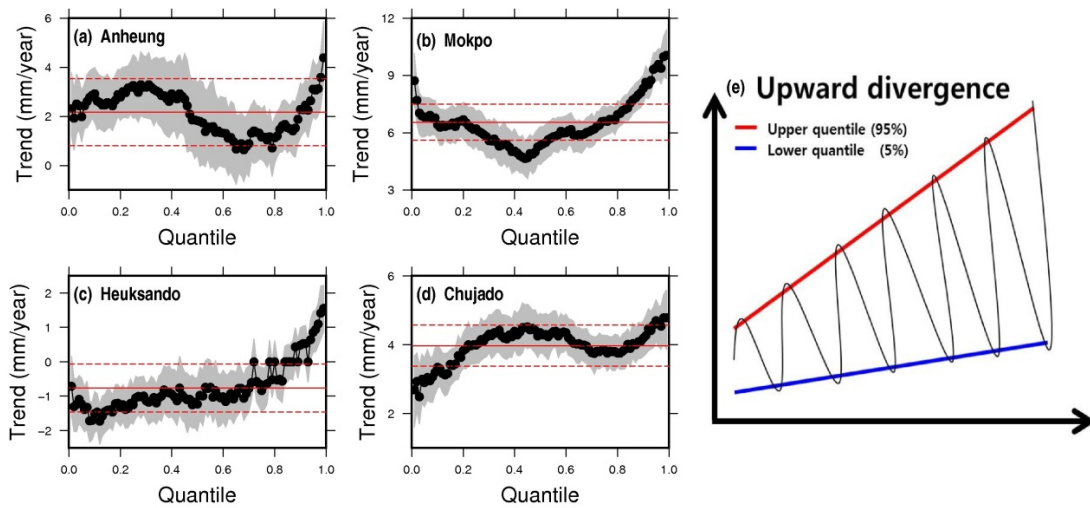 (a) Anheung
Trend (mm/year)
6
4
2
0
0.0 0.2 0.4 0.6 0.8 1.0
Quantile
(b) Mokpo
Trend (mm/year)
12
9
6
3
0.0 0.2 0.4 0.6 0.8 1.0
Quantile
(c) Heuksando
Trend (mm/year)
2
1
0
−1
−2
0.0 0.2 0.4 0.6 0.8 1.0
Quantile
(d) Chujado
Trend (mm/year)
6
4
2
0.0 0.2 0.4 0.6 0.8 1.0
Quantile
(e) Upward divergence
Upper quentile (95%)
Lower quantile (5%)